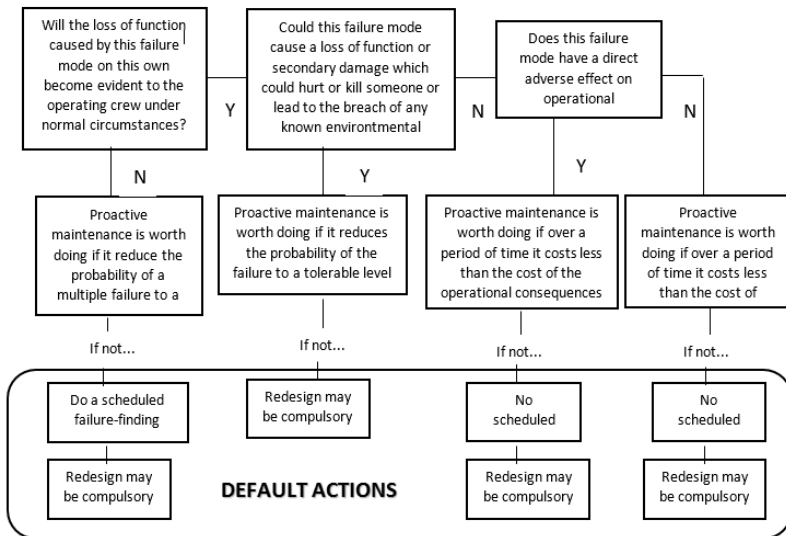 Will the loss of function
caused by this failure
mode on this own
become evident to the
operating crew under
normal circumstances?
Y
Could this failure mode
cause a loss of function or
secondary damage which
could hurt or kill someone or
lead to the breach of any
known environtmental
N
Does this failure
mode have a direct
adverse effect on
operational
N
N
Y
Y
Proactive
maintenance is worth
doing if it reduce the
probability of a
multiple failure to a
Proactive maintenance is
worth doing if it reduces
the probability of the
failure to a tolerable level
Proactive maintenance is
worth doing if over a
period of time it costs less
than the cost of the
operational consequences
Proactive
maintenance is worth
doing if over a period
of time it costs less
than the cost of
If not...
If not...
If not...
If not...
Do a scheduled
failure-finding
Redesign may
be compulsory
No
scheduled
No
scheduled
Redesign may
be compulsory
DEFAULT ACTIONS
Redesign may
be compulsory
Redesign may
be compulsory